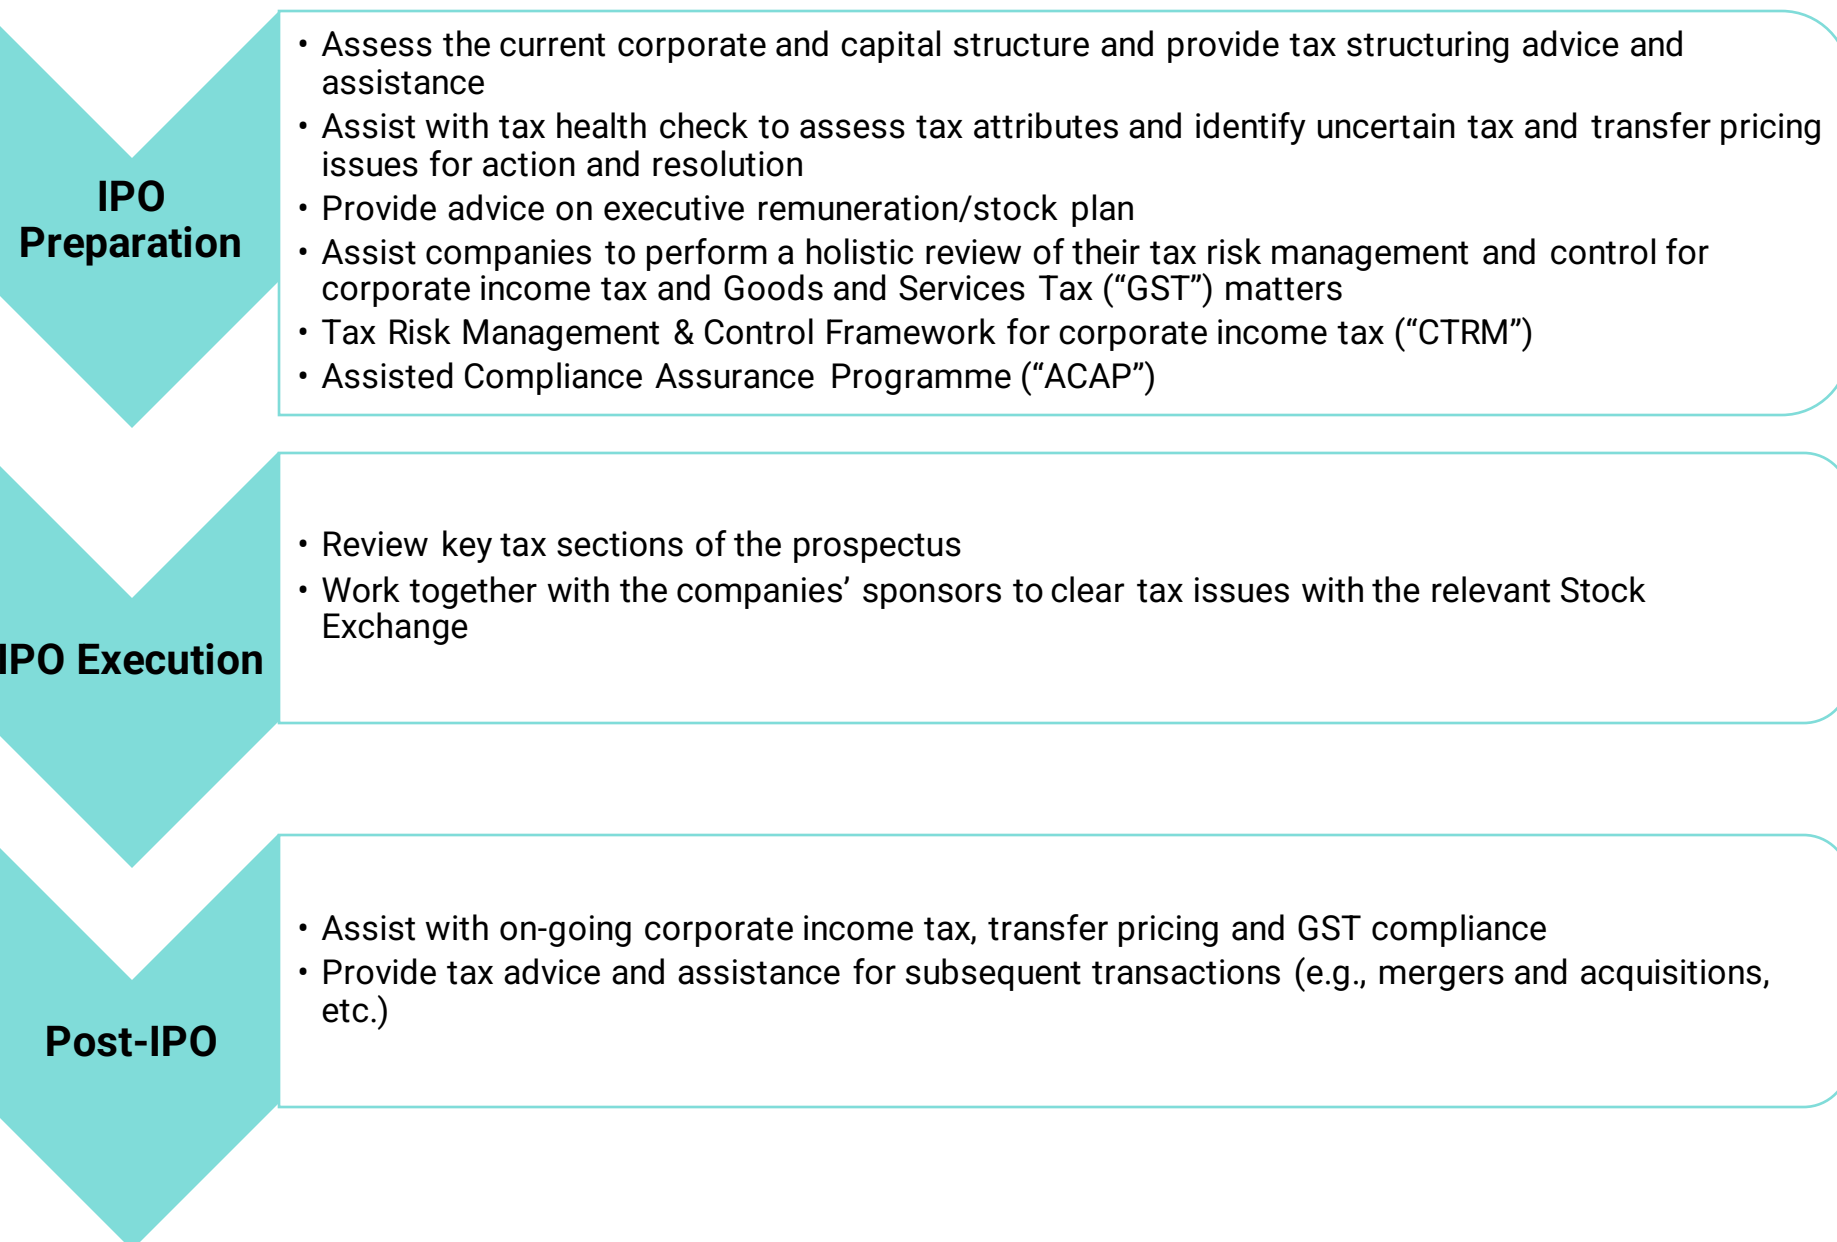 IPO
Preparation
• Assess the current corporate and capital structure and provide tax structuring advice and
assistance
• Assist with tax health check to assess tax attributes and identify uncertain tax and transfer pricing
issues for action and resolution
• Provide advice on executive remuneration/stock plan
• Assist companies to perform a holistic review of their tax risk management and control for
corporate income tax and Goods and Services Tax (“GST”) matters
• Tax Risk Management & Control Framework for corporate income tax (“CTRM”)
• Assisted Compliance Assurance Programme (“ACAP”)
IPO Execution
• Review key tax sections of the prospectus
• Work together with the companies’ sponsors to clear tax issues with the relevant Stock
Exchange
Post-IPO
• Assist with on-going corporate income tax, transfer pricing and GST compliance
• Provide tax advice and assistance for subsequent transactions (e.g., mergers and acquisitions,
etc.)